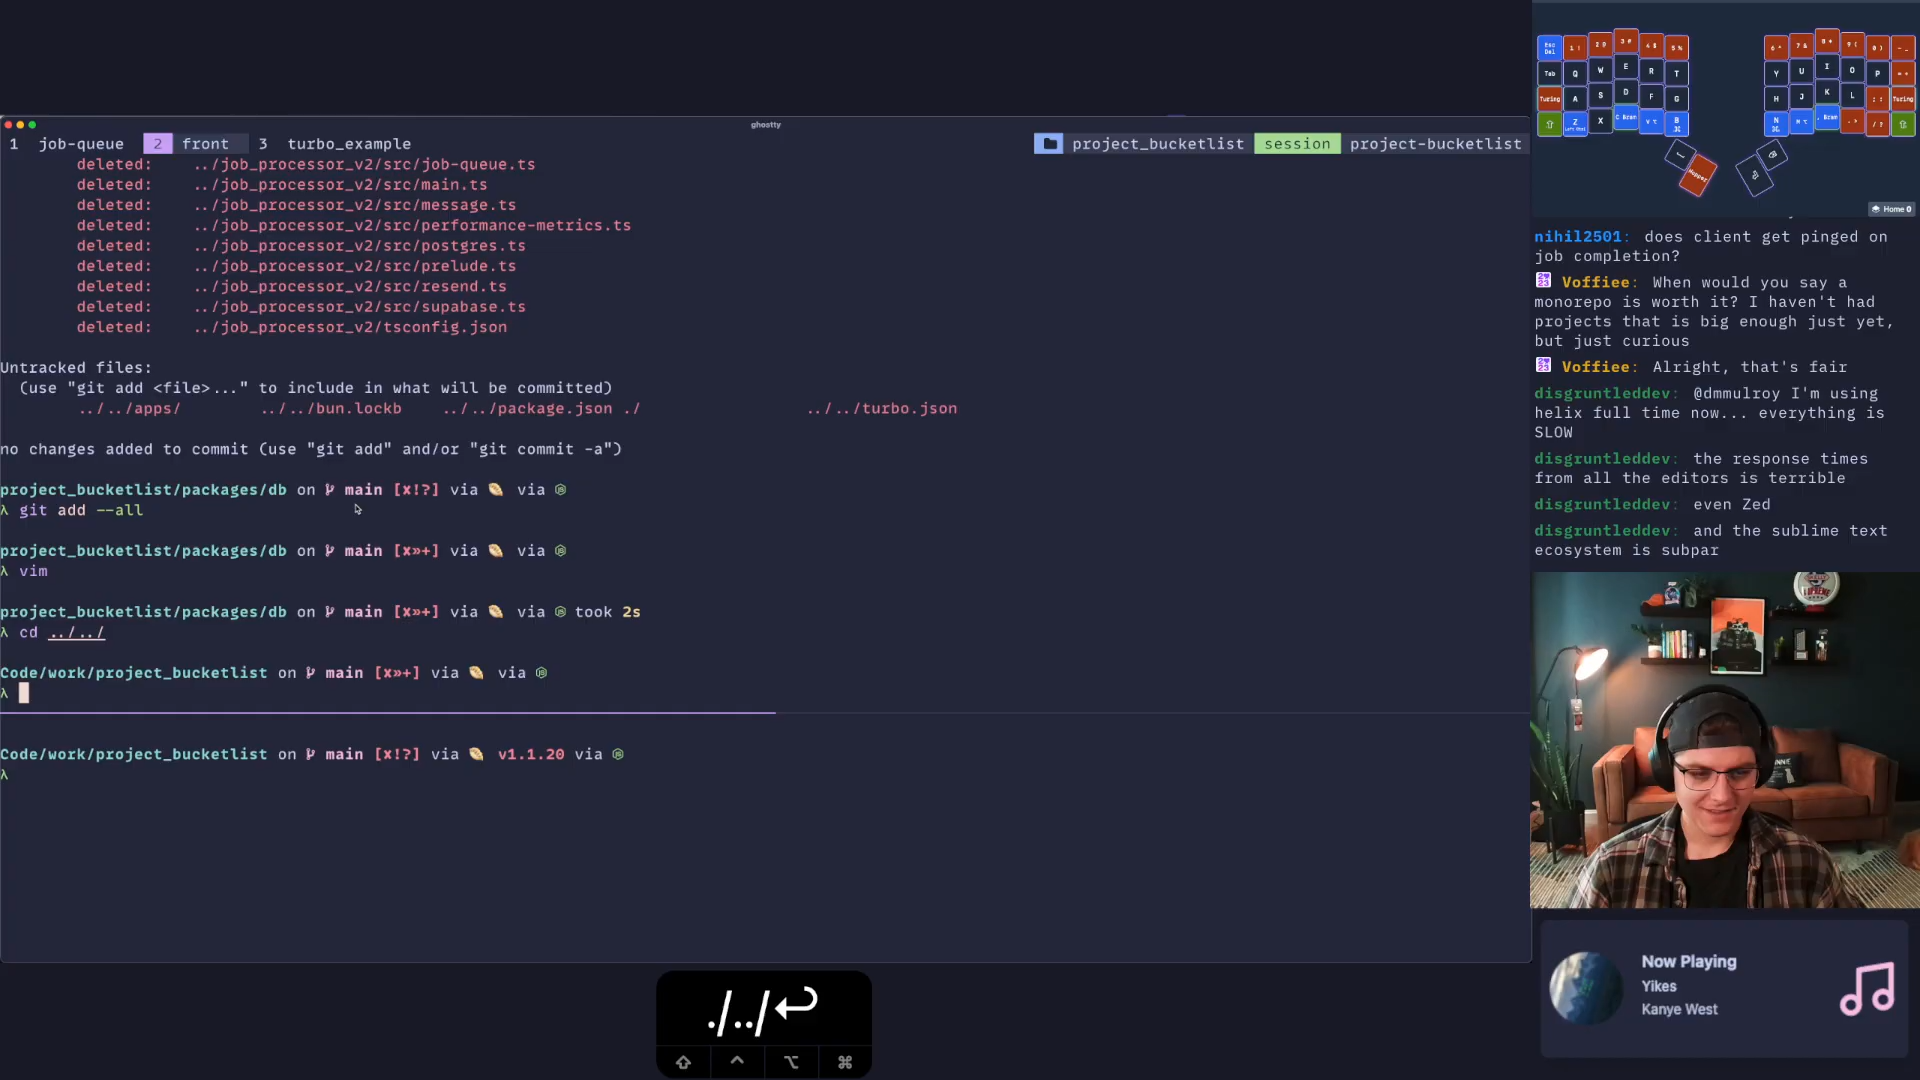 ghostty
1 job-queue 2 front 3 turbo_example
project_bucketlist session project-bucketlist
deleted: ../job_processor_v2/src/job-queue.ts
deleted: ../job_processor_v2/src/main.ts
deleted: ../job_processor_v2/src/message.ts
deleted: ../job_processor_v2/src/performance-metrics.ts
deleted: ../job_processor_v2/src/postgres.ts
deleted: ../job_processor_v2/src/prelude.ts
deleted: ../job_processor_v2/src/resend.ts
deleted: ../job_processor_v2/src/supabase.ts
deleted: ../job_processor_v2/tsconfig.json
Untracked files:
(use "git add <file>..." to include in what will be committed)
../../apps/ ../../bun.lockb ../../package.json ./ ../../turbo.json
no changes added to commit (use "git add" and/or "git commit -a")
project_bucketlist/packages/db on main [x!?] via via
λ git add --all
project_bucketlist/packages/db on main [x»+] via via
λ vim
project_bucketlist/packages/db on main [x»+] via via took 2s
λ cd ../../
Code/work/project_bucketlist on main [x»+] via via
λ
Code/work/project_bucketlist on main [x!?] via v1.1.20 via
λ
./../
Esc
Del
Tab Q W E R T
Turing A S D F G
Z X
B
Y U I O P
H J K L ; : Turing
N
Home 0
nihil2501: does client get pinged on
job completion?
Voffiee: When would you say a
monorepo is worth it? I haven't had
projects that is big enough just yet,
but just curious
Voffiee: Alright, that's fair
disgruntleddev: @dmmulroy I'm using
helix full time now... everything is
SLOW
disgruntleddev: the response times
from all the editors is terrible
disgruntleddev: even Zed
disgruntleddev: and the sublime text
ecosystem is subpar
Now Playing
Yikes
Kanye West